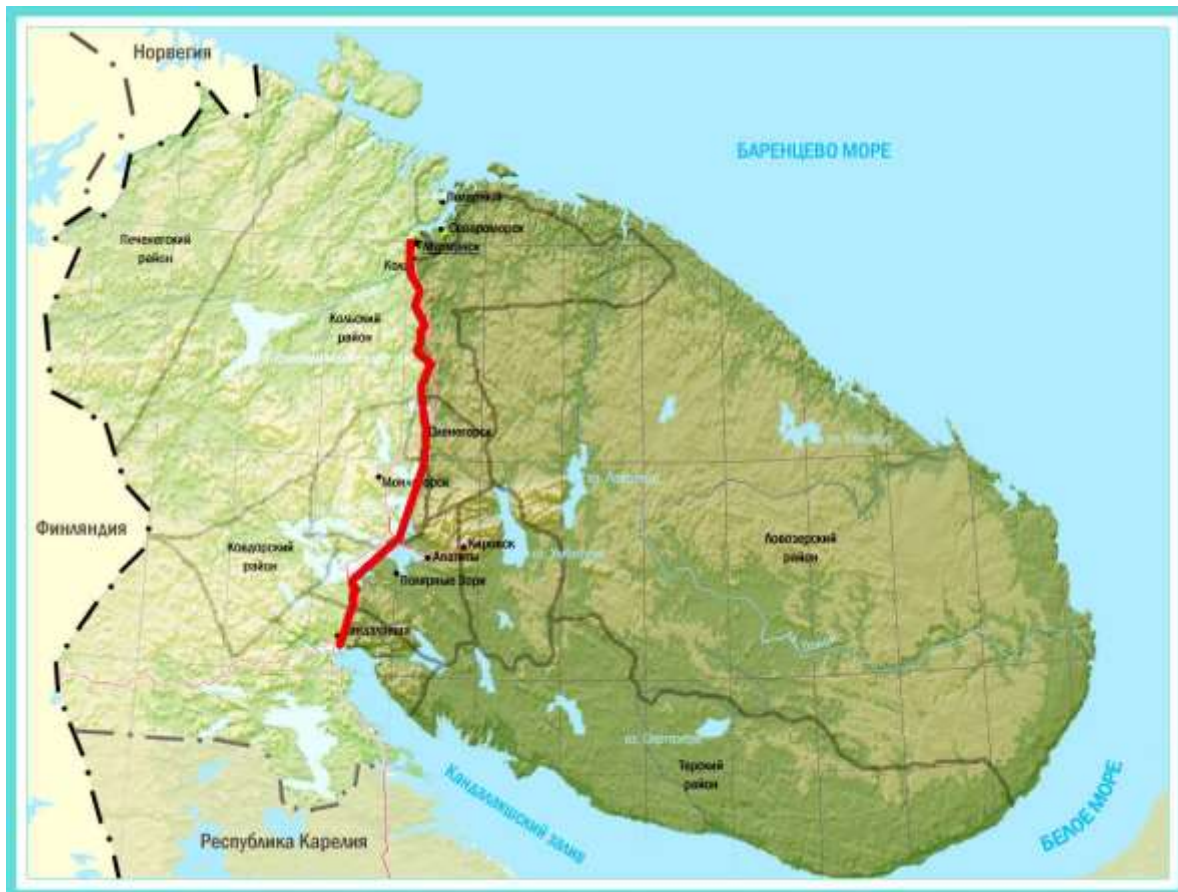 Норвегия
БАРЕНЦЕВО МОРЕ
Полярный
Североморск
Мурманск
Печенгский
район
Кольский
район
Оленегорск
Мончегорск
Финляндия
Ковдорский
район
Кировск
Апатиты
Полярные Зори
Ловозерский
район
Кандалакша
Терский
район
Кандалакшский залив
БЕЛОЕ МОРЕ
Республика Карелия